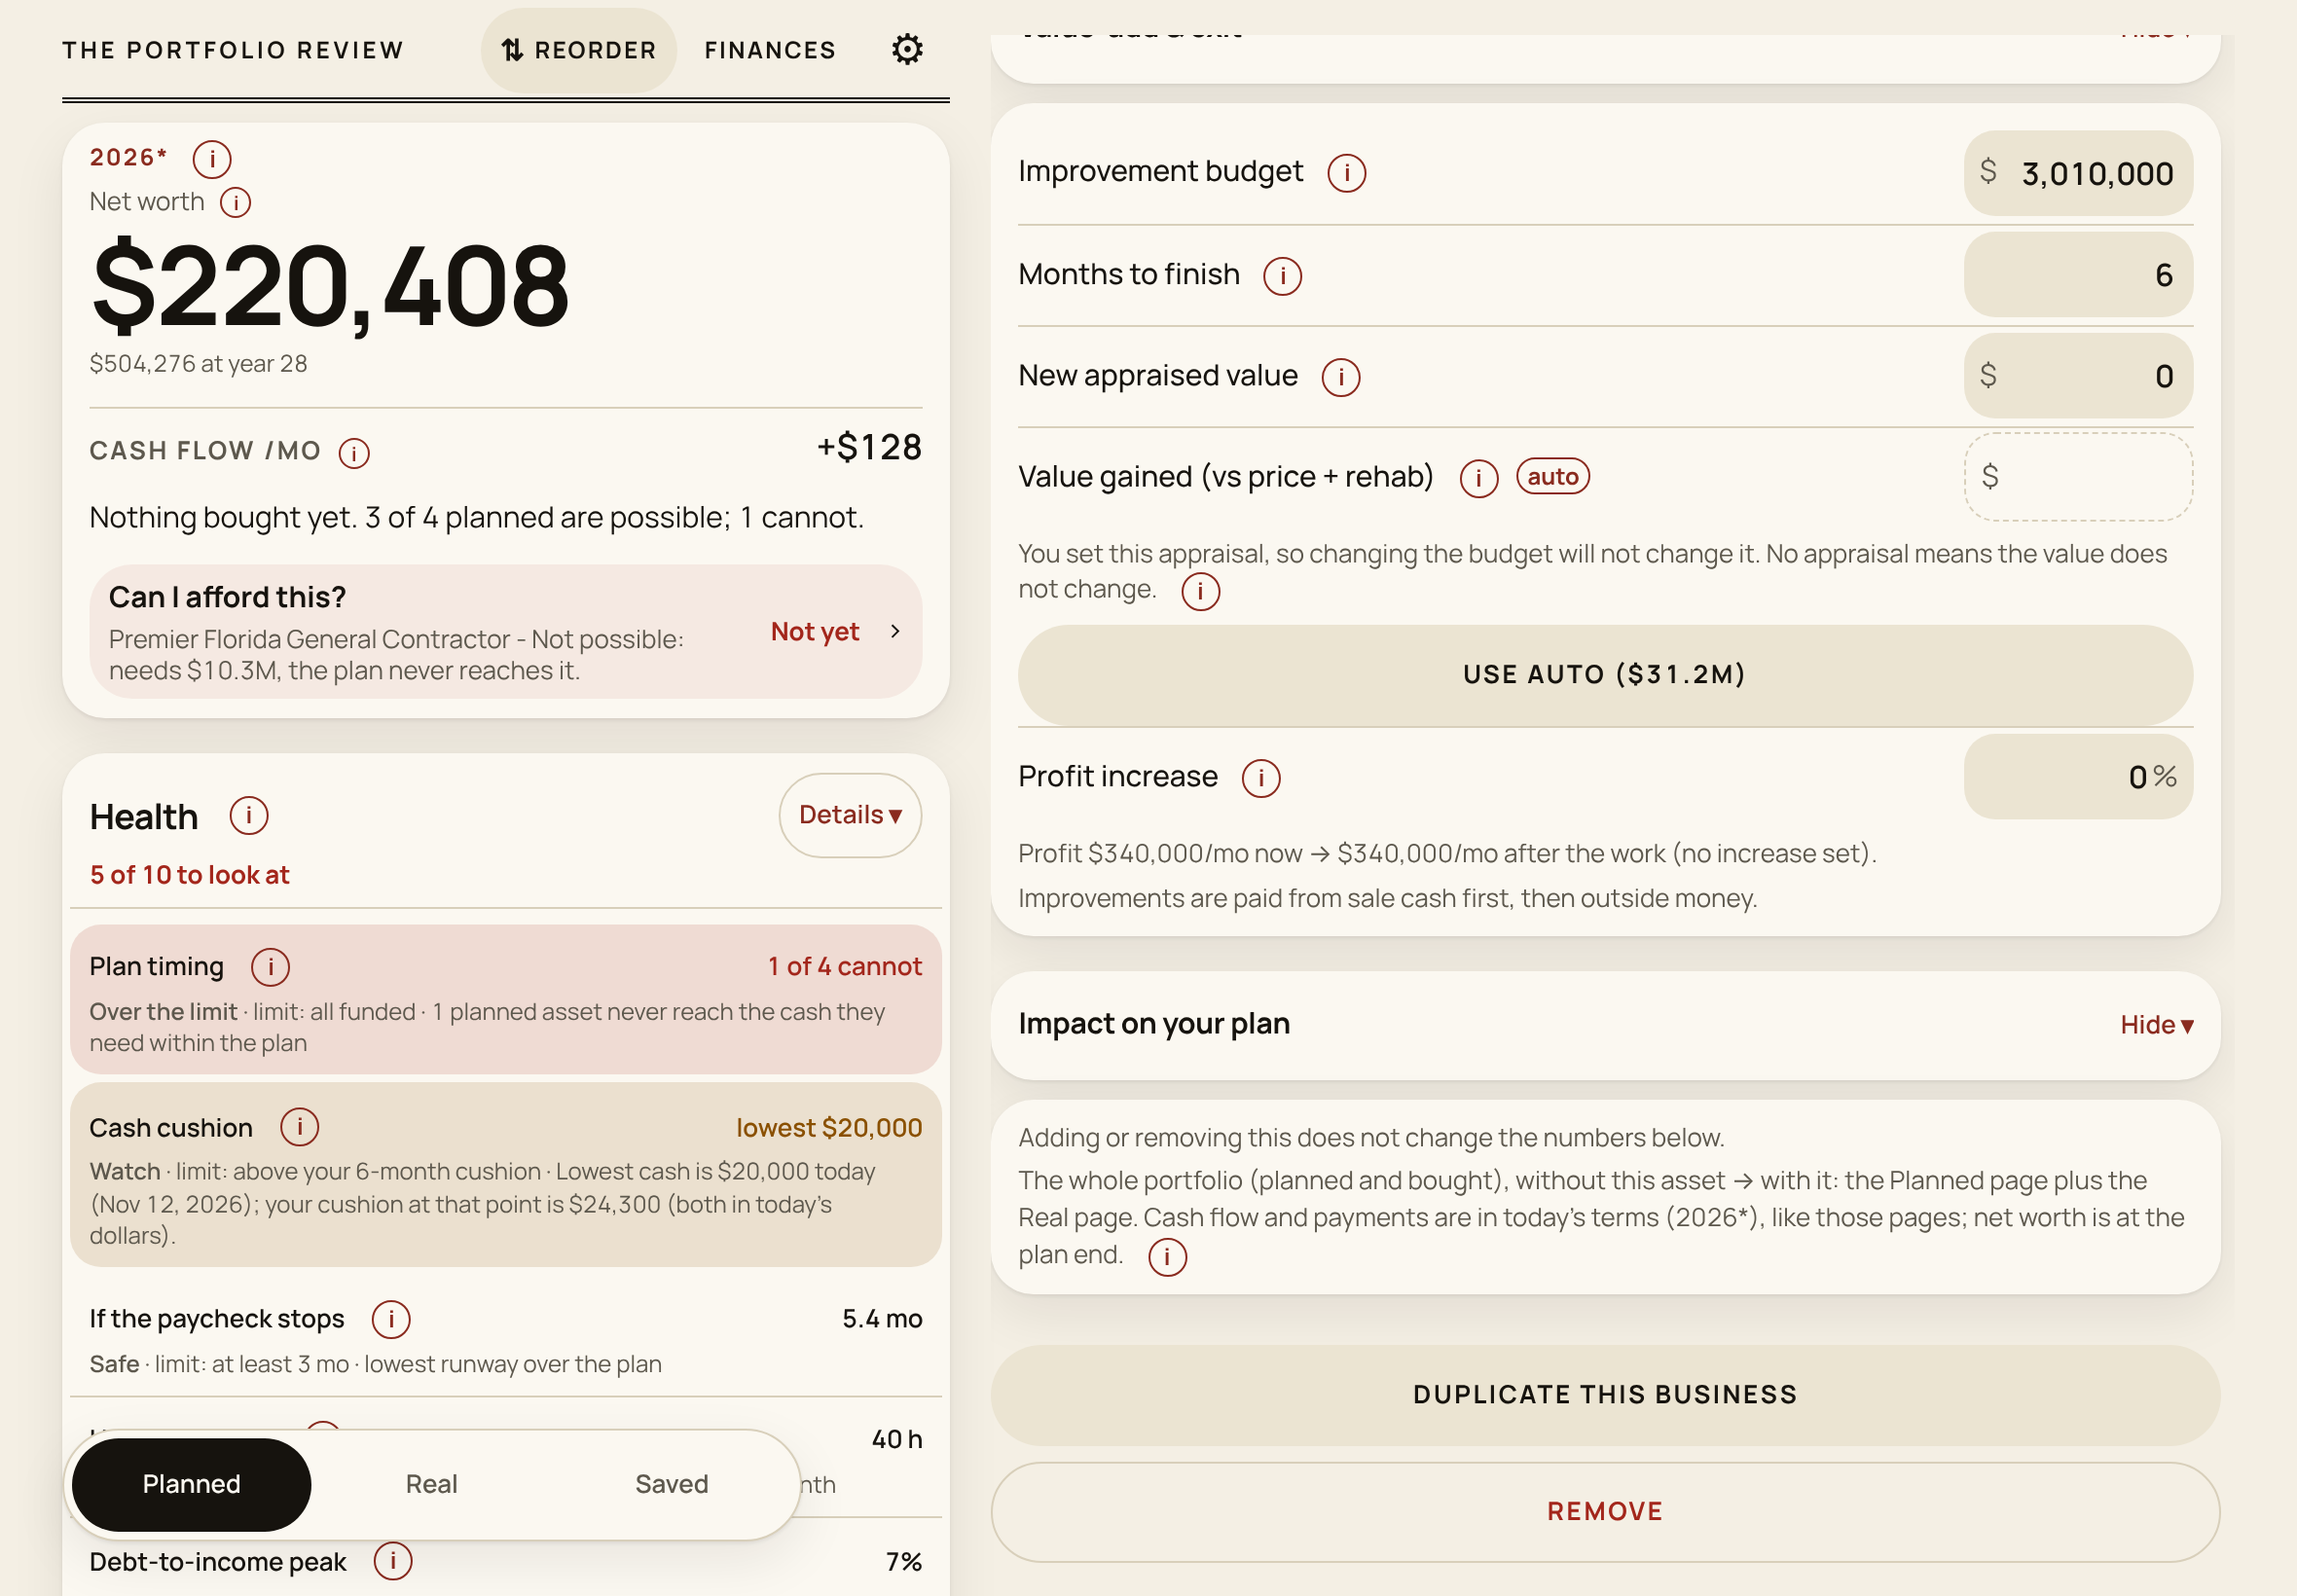 THE PORTFOLIO REVIEW
⇅ REORDER
FINANCES
2026*
Net worth
$220,408
$504,276 at year 28
CASH FLOW /MO
+$128
Nothing bought yet. 3 of 4 planned are possible; 1 cannot.
Can I afford this?
Premier Florida General Contractor - Not possible:
needs $10.3M, the plan never reaches it.
Not yet
Health
Details ▾
5 of 10 to look at
Plan timing
1 of 4 cannot
Over the limit · limit: all funded · 1 planned asset never reach the cash they
need within the plan
Cash cushion
lowest $20,000
Watch · limit: above your 6-month cushion · Lowest cash is $20,000 today
(Nov 12, 2026); your cushion at that point is $24,300 (both in today's
dollars).
If the paycheck stops
5.4 mo
Safe · limit: at least 3 mo · lowest runway over the plan
40 h
Planned
Real
Saved
Debt-to-income peak
7%
Improvement budget
$ 3,010,000
Months to finish
6
New appraised value
$ 0
Value gained (vs price + rehab)
auto
$
You set this appraisal, so changing the budget will not change it. No appraisal means the value does
not change.
USE AUTO ($31.2M)
Profit increase
0%
Profit $340,000/mo now → $340,000/mo after the work (no increase set).
Improvements are paid from sale cash first, then outside money.
Impact on your plan
Hide ▾
Adding or removing this does not change the numbers below.
The whole portfolio (planned and bought), without this asset → with it: the Planned page plus the
Real page. Cash flow and payments are in today's terms (2026*), like those pages; net worth is at the
plan end.
DUPLICATE THIS BUSINESS
REMOVE